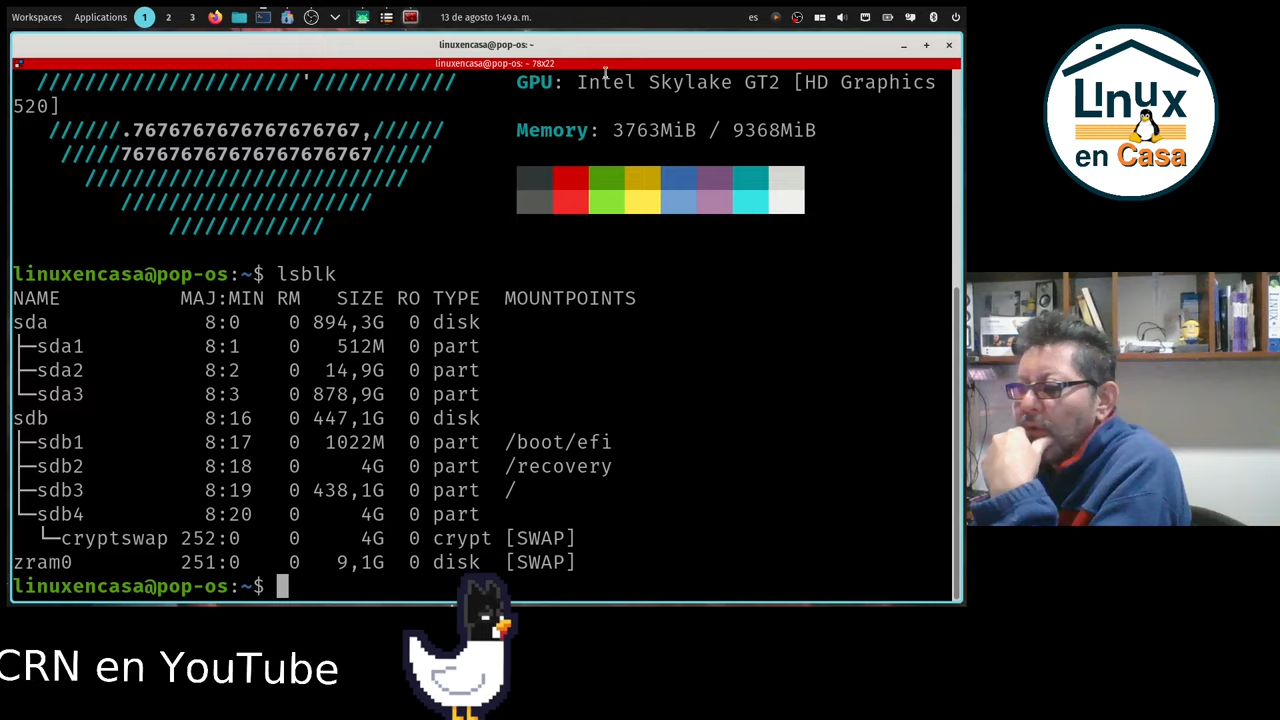 Workspaces Applications 1 2 3 13 de agosto 1:49 a. m. es
linuxencasa@pop-os: ~
linuxencasa@pop-os: ~ 78x22
///////////////////////'//////////// GPU: Intel Skylake GT2 [HD Graphics
520]
//////.7676767676767676767,////// Memory: 3763MiB / 9368MiB
/////767676767676767676767/////
///////////////////////////
/////////////////////
/////////////
linuxencasa@pop-os:~$ lsblk
NAME MAJ:MIN RM SIZE RO TYPE MOUNTPOINTS
sda 8:0 0 894,3G 0 disk
├─sda1 8:1 0 512M 0 part
├─sda2 8:2 0 14,9G 0 part
└─sda3 8:3 0 878,9G 0 part
sdb 8:16 0 447,1G 0 disk
├─sdb1 8:17 0 1022M 0 part /boot/efi
├─sdb2 8:18 0 4G 0 part /recovery
├─sdb3 8:19 0 438,1G 0 part /
└─sdb4 8:20 0 4G 0 part
└─cryptswap 252:0 0 4G 0 crypt [SWAP]
zram0 251:0 0 9,1G 0 disk [SWAP]
linuxencasa@pop-os:~$
Linux
en Casa
CRN en YouTube